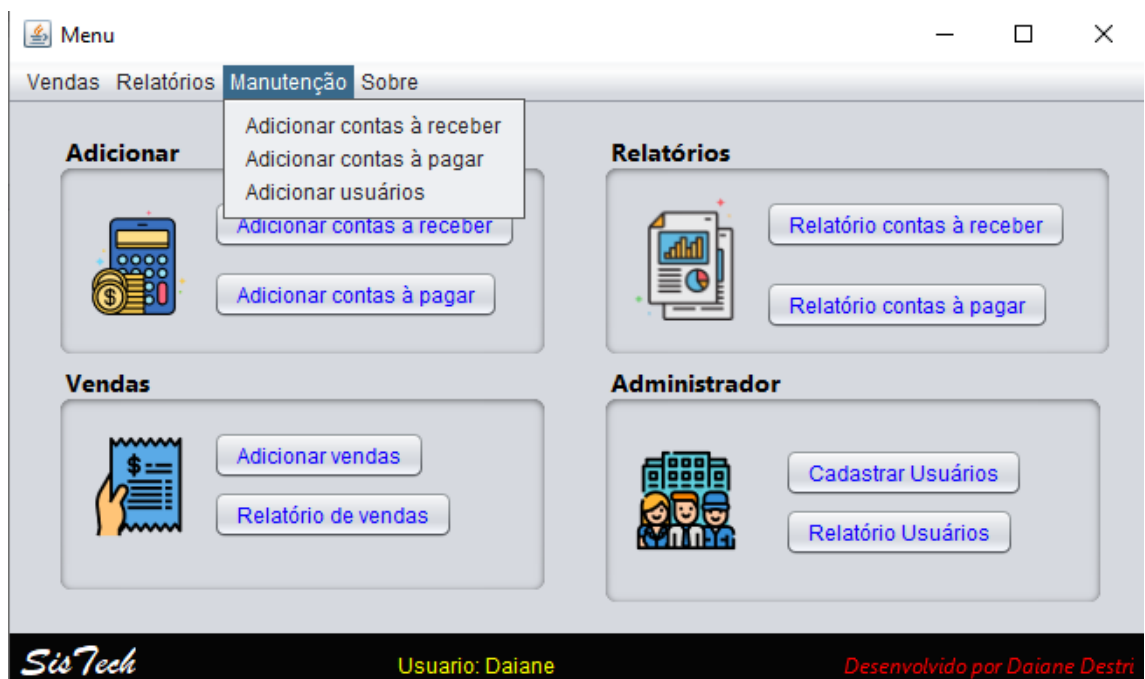 Menu
Vendas Relatórios Manutenção Sobre
Adicionar contas à receber
Adicionar contas à pagar
Adicionar usuários
Adicionar
Adicionar contas a receber
Adicionar contas à pagar
Relatórios
Relatório contas à receber
Relatório contas à pagar
Vendas
$
Adicionar vendas
Relatório de vendas
Administrador
Cadastrar Usuários
Relatório Usuários
SisTech
Usuario: Daiane
Desenvolvido por Daiane Destri